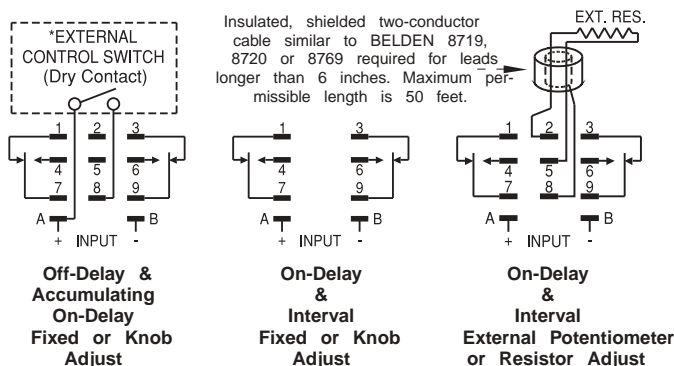 *EXTERNAL
CONTROL SWITCH
(Dry Contact)
1 2 3
4 5 6
7 8 9
A B
+ INPUT -
Off-Delay &
Accumulating
On-Delay
Fixed or Knob
Adjust
Insulated, shielded two-conductor
cable similar to BELDEN 8719,
8720 or 8769 required for leads
longer than 6 inches. Maximum per-
missible length is 50 feet.
1 3
4 6
7 9
A B
+ INPUT -
On-Delay
&
Interval
Fixed or Knob
Adjust
EXT. RES.
1 2 3
4 5 6
7 8 9
A B
+ INPUT -
On-Delay
&
Interval
External Potentiometer
or Resistor Adjust